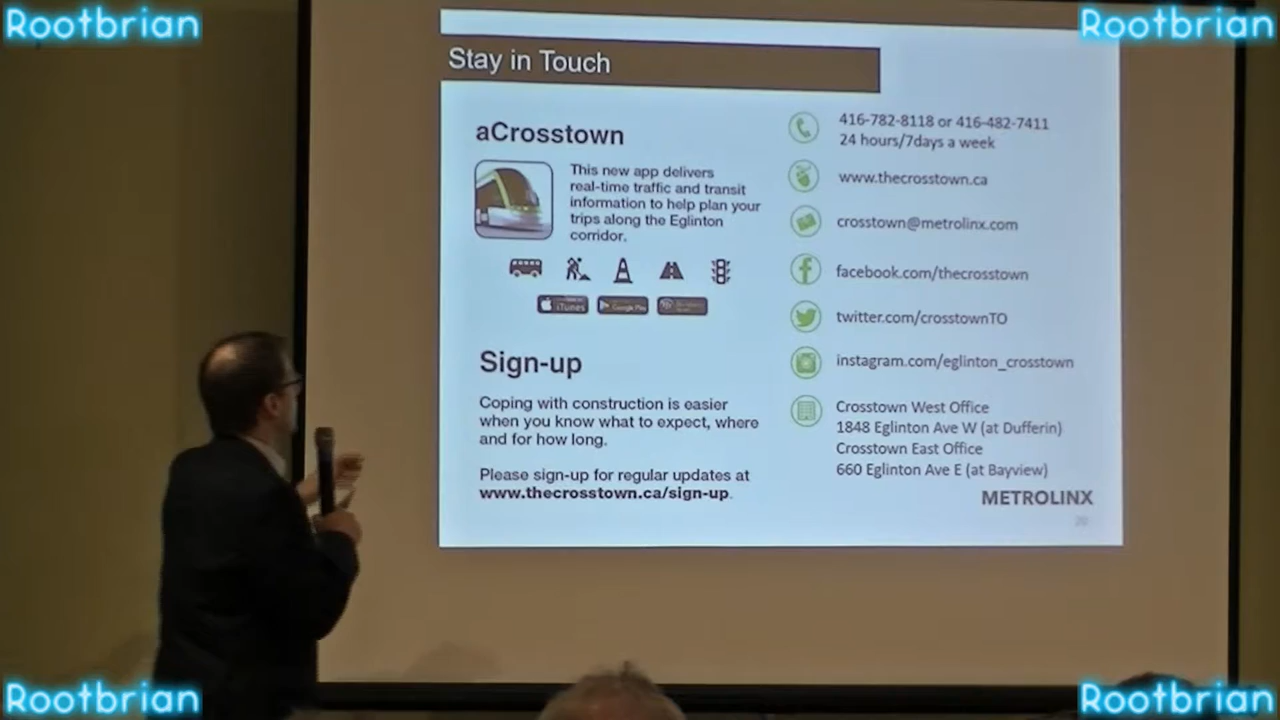 Rootbrian
Rootbrian
Stay in Touch
aCrosstown
This new app delivers
real-time traffic and transit
information to help plan your
trips along the Eglinton
corridor.
iTunes
Google Play
Sign-up
Coping with construction is easier
when you know what to expect, where
and for how long.
Please sign-up for regular updates at
www.thecrosstown.ca/sign-up.
416-782-8118 or 416-482-7411
24 hours/7days a week
www.thecrosstown.ca
crosstown@metrolinx.com
facebook.com/thecrosstown
twitter.com/crosstownTO
instagram.com/eglinton_crosstown
Crosstown West Office
1848 Eglinton Ave W (at Dufferin)
Crosstown East Office
660 Eglinton Ave E (at Bayview)
METROLINX
20
Rootbrian
Rootbrian